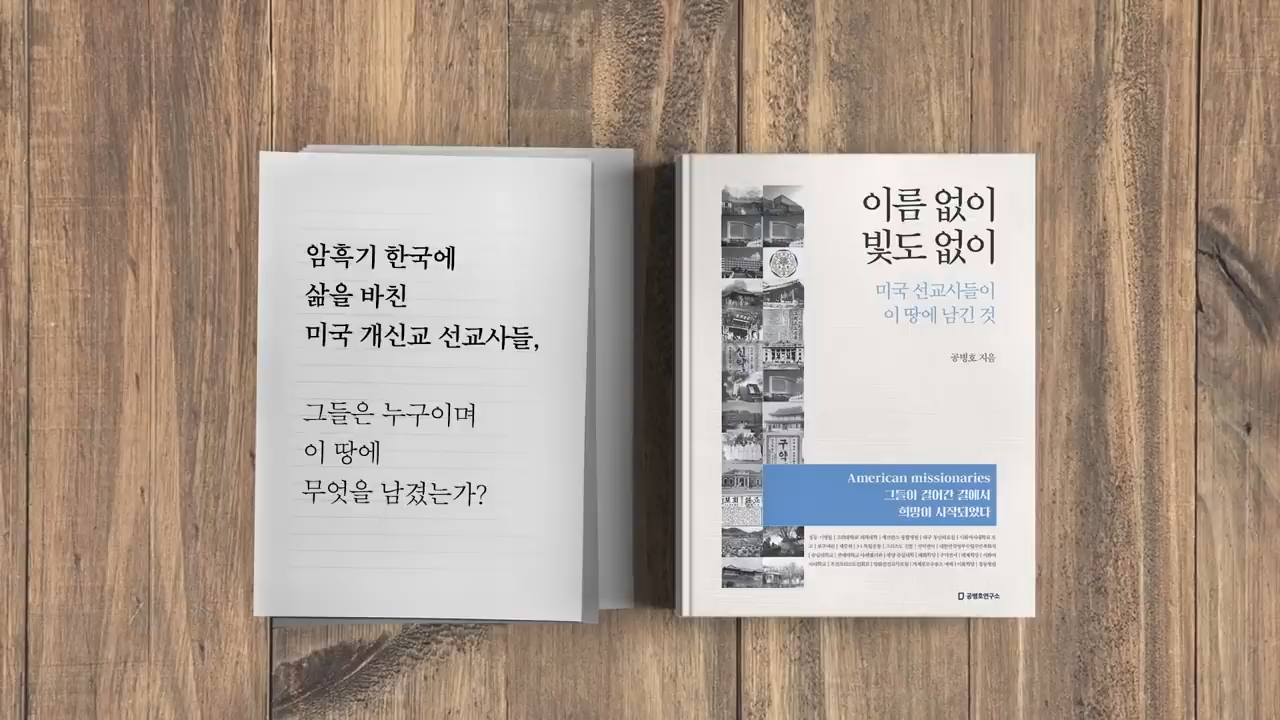 암흑기 한국에
삶을 바친
미국 개신교 선교사들,
그들은 누구이며
이 땅에
무엇을 남겼는가?
이름 없이
빛도 없이
미국 선교사들이
이 땅에 남긴 것
공병호 지음
구약
American missionaries
그들이 걸어간 길에서
희망이 시작되었다
공병호연구소